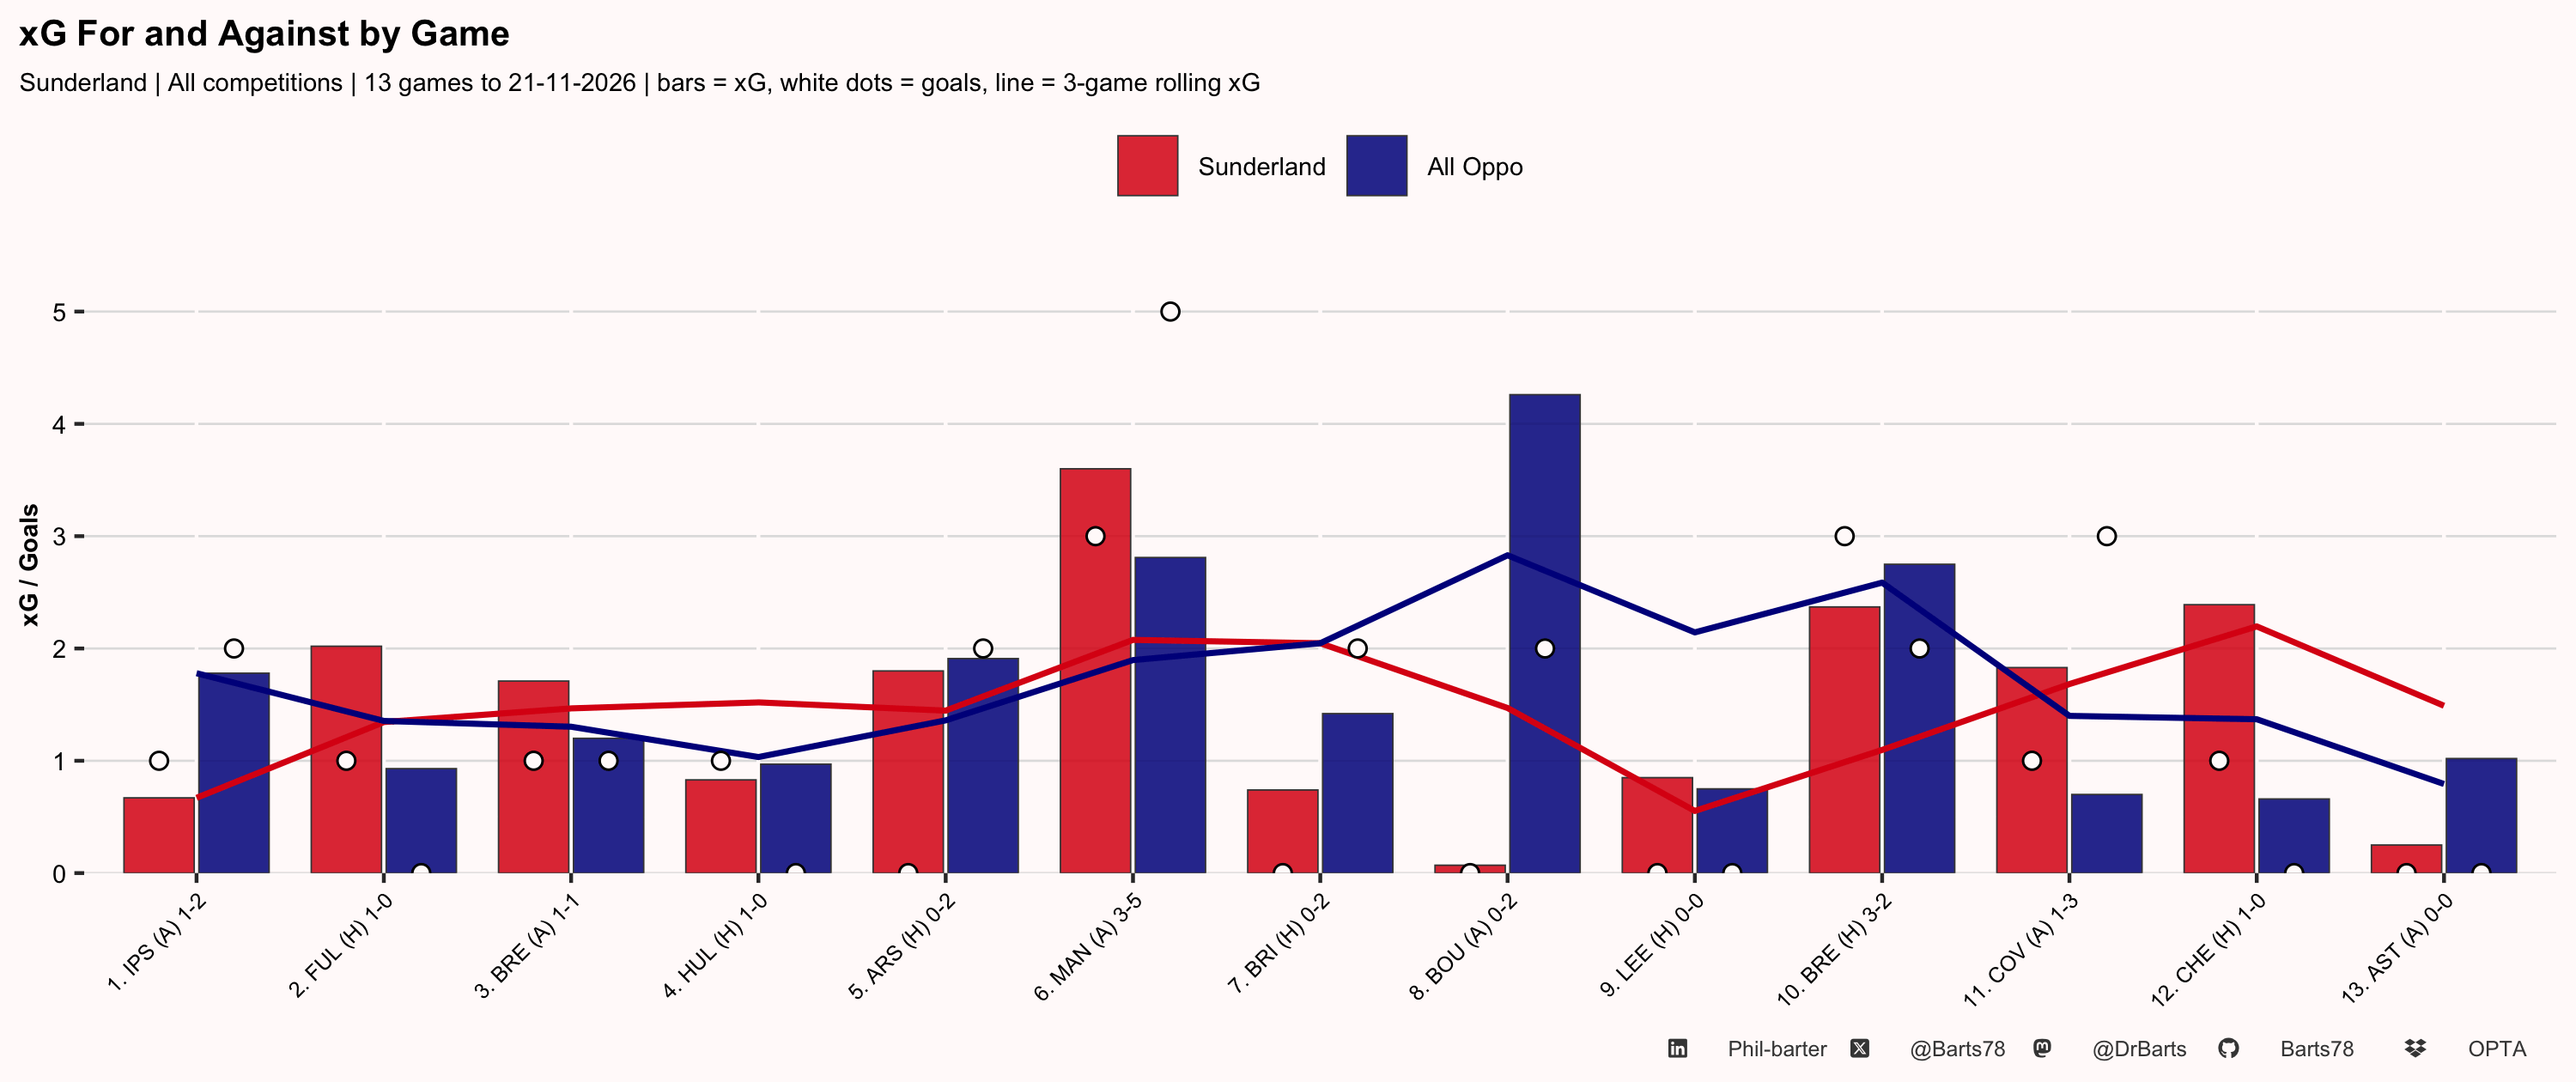 xG For and Against by Game
Sunderland | All competitions | 13 games to 21-11-2026 | bars = xG, white dots = goals, line = 3-game rolling xG
Sunderland
All Oppo
xG / Goals
5
4
3
2
1
0
1. IPS (A) 1-2
2. FUL (H) 1-0
3. BRE (A) 1-1
4. HUL (H) 1-0
5. ARS (H) 0-2
6. MAN (A) 3-5
7. BRI (H) 0-2
8. BOU (A) 0-2
9. LEE (H) 0-0
10. BRE (H) 3-2
11. COV (A) 1-3
12. CHE (H) 1-0
13. AST (A) 0-0
Phil-barter @Barts78 @DrBarts Barts78 OPTA